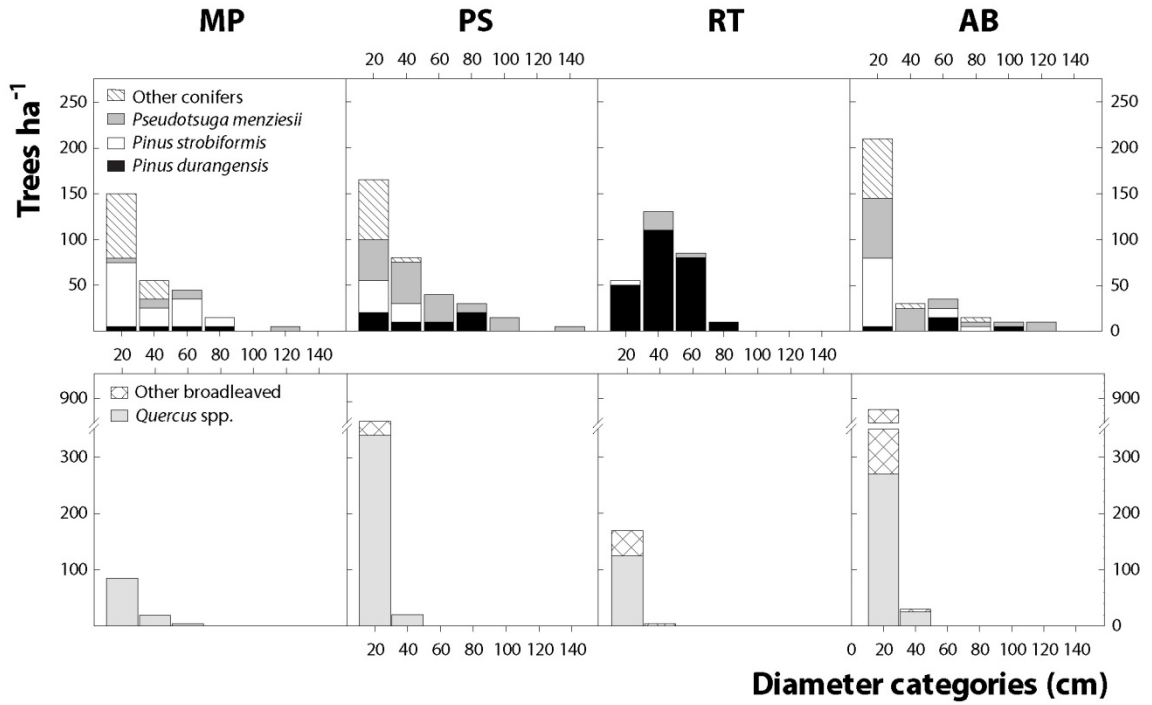 MP PS RT AB
20 40 60 80 100 120 140 20 40 60 80 100 120 140
Trees ha⁻¹
250 250
200 200
150 150
100 100
50 50
0
Other conifers
Pseudotsuga menziesii
Pinus strobiformis
Pinus durangensis
20 40 60 80 100 120 140 20 40 60 80 100 120 140
900 900
300 300
200 200
100 100
0
Other broadleaved
Quercus spp.
20 40 60 80 100 120 140 0 20 40 60 80 100 120 140
Diameter categories (cm)